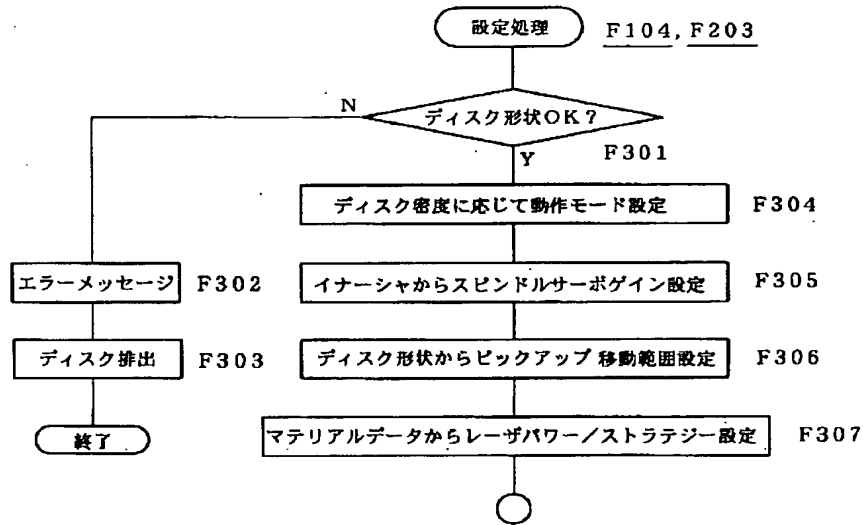 設定処理 F104, F203
N
ディスク形状OK?
Y
F301
ディスク密度に応じて動作モード設定 F304
エラーメッセージ F302
イナーシャからスピンドルサーボゲイン設定 F305
ディスク排出 F303
ディスク形状からピックアップ移動範囲設定 F306
終了
マテリアルデータからレーザパワー/ストラテジー設定 F307